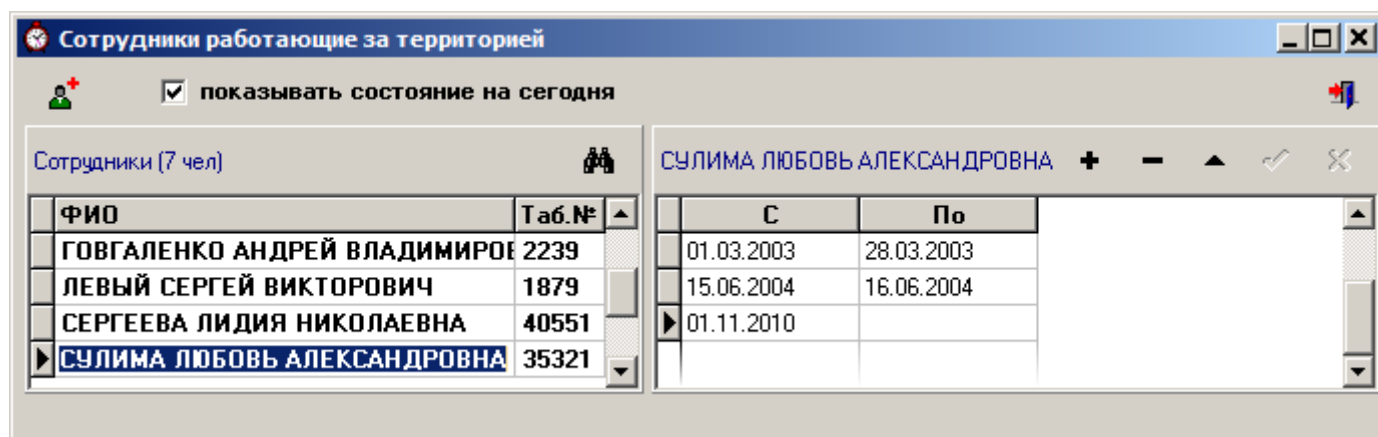 Сотрудники работающие за территорией
показывать состояние на сегодня
Сотрудники (7 чел)
ФИО Таб.№
ГОВГАЛЕНКО АНДРЕЙ ВЛАДИМИРОВ 2239
ЛЕВЫЙ СЕРГЕЙ ВИКТОРОВИЧ 1879
СЕРГЕЕВА ЛИДИЯ НИКОЛАЕВНА 40551
СУЛИМА ЛЮБОВЬ АЛЕКСАНДРОВНА 35321
СУЛИМА ЛЮБОВЬ АЛЕКСАНДРОВНА
С По
01.03.2003 28.03.2003
15.06.2004 16.06.2004
01.11.2010